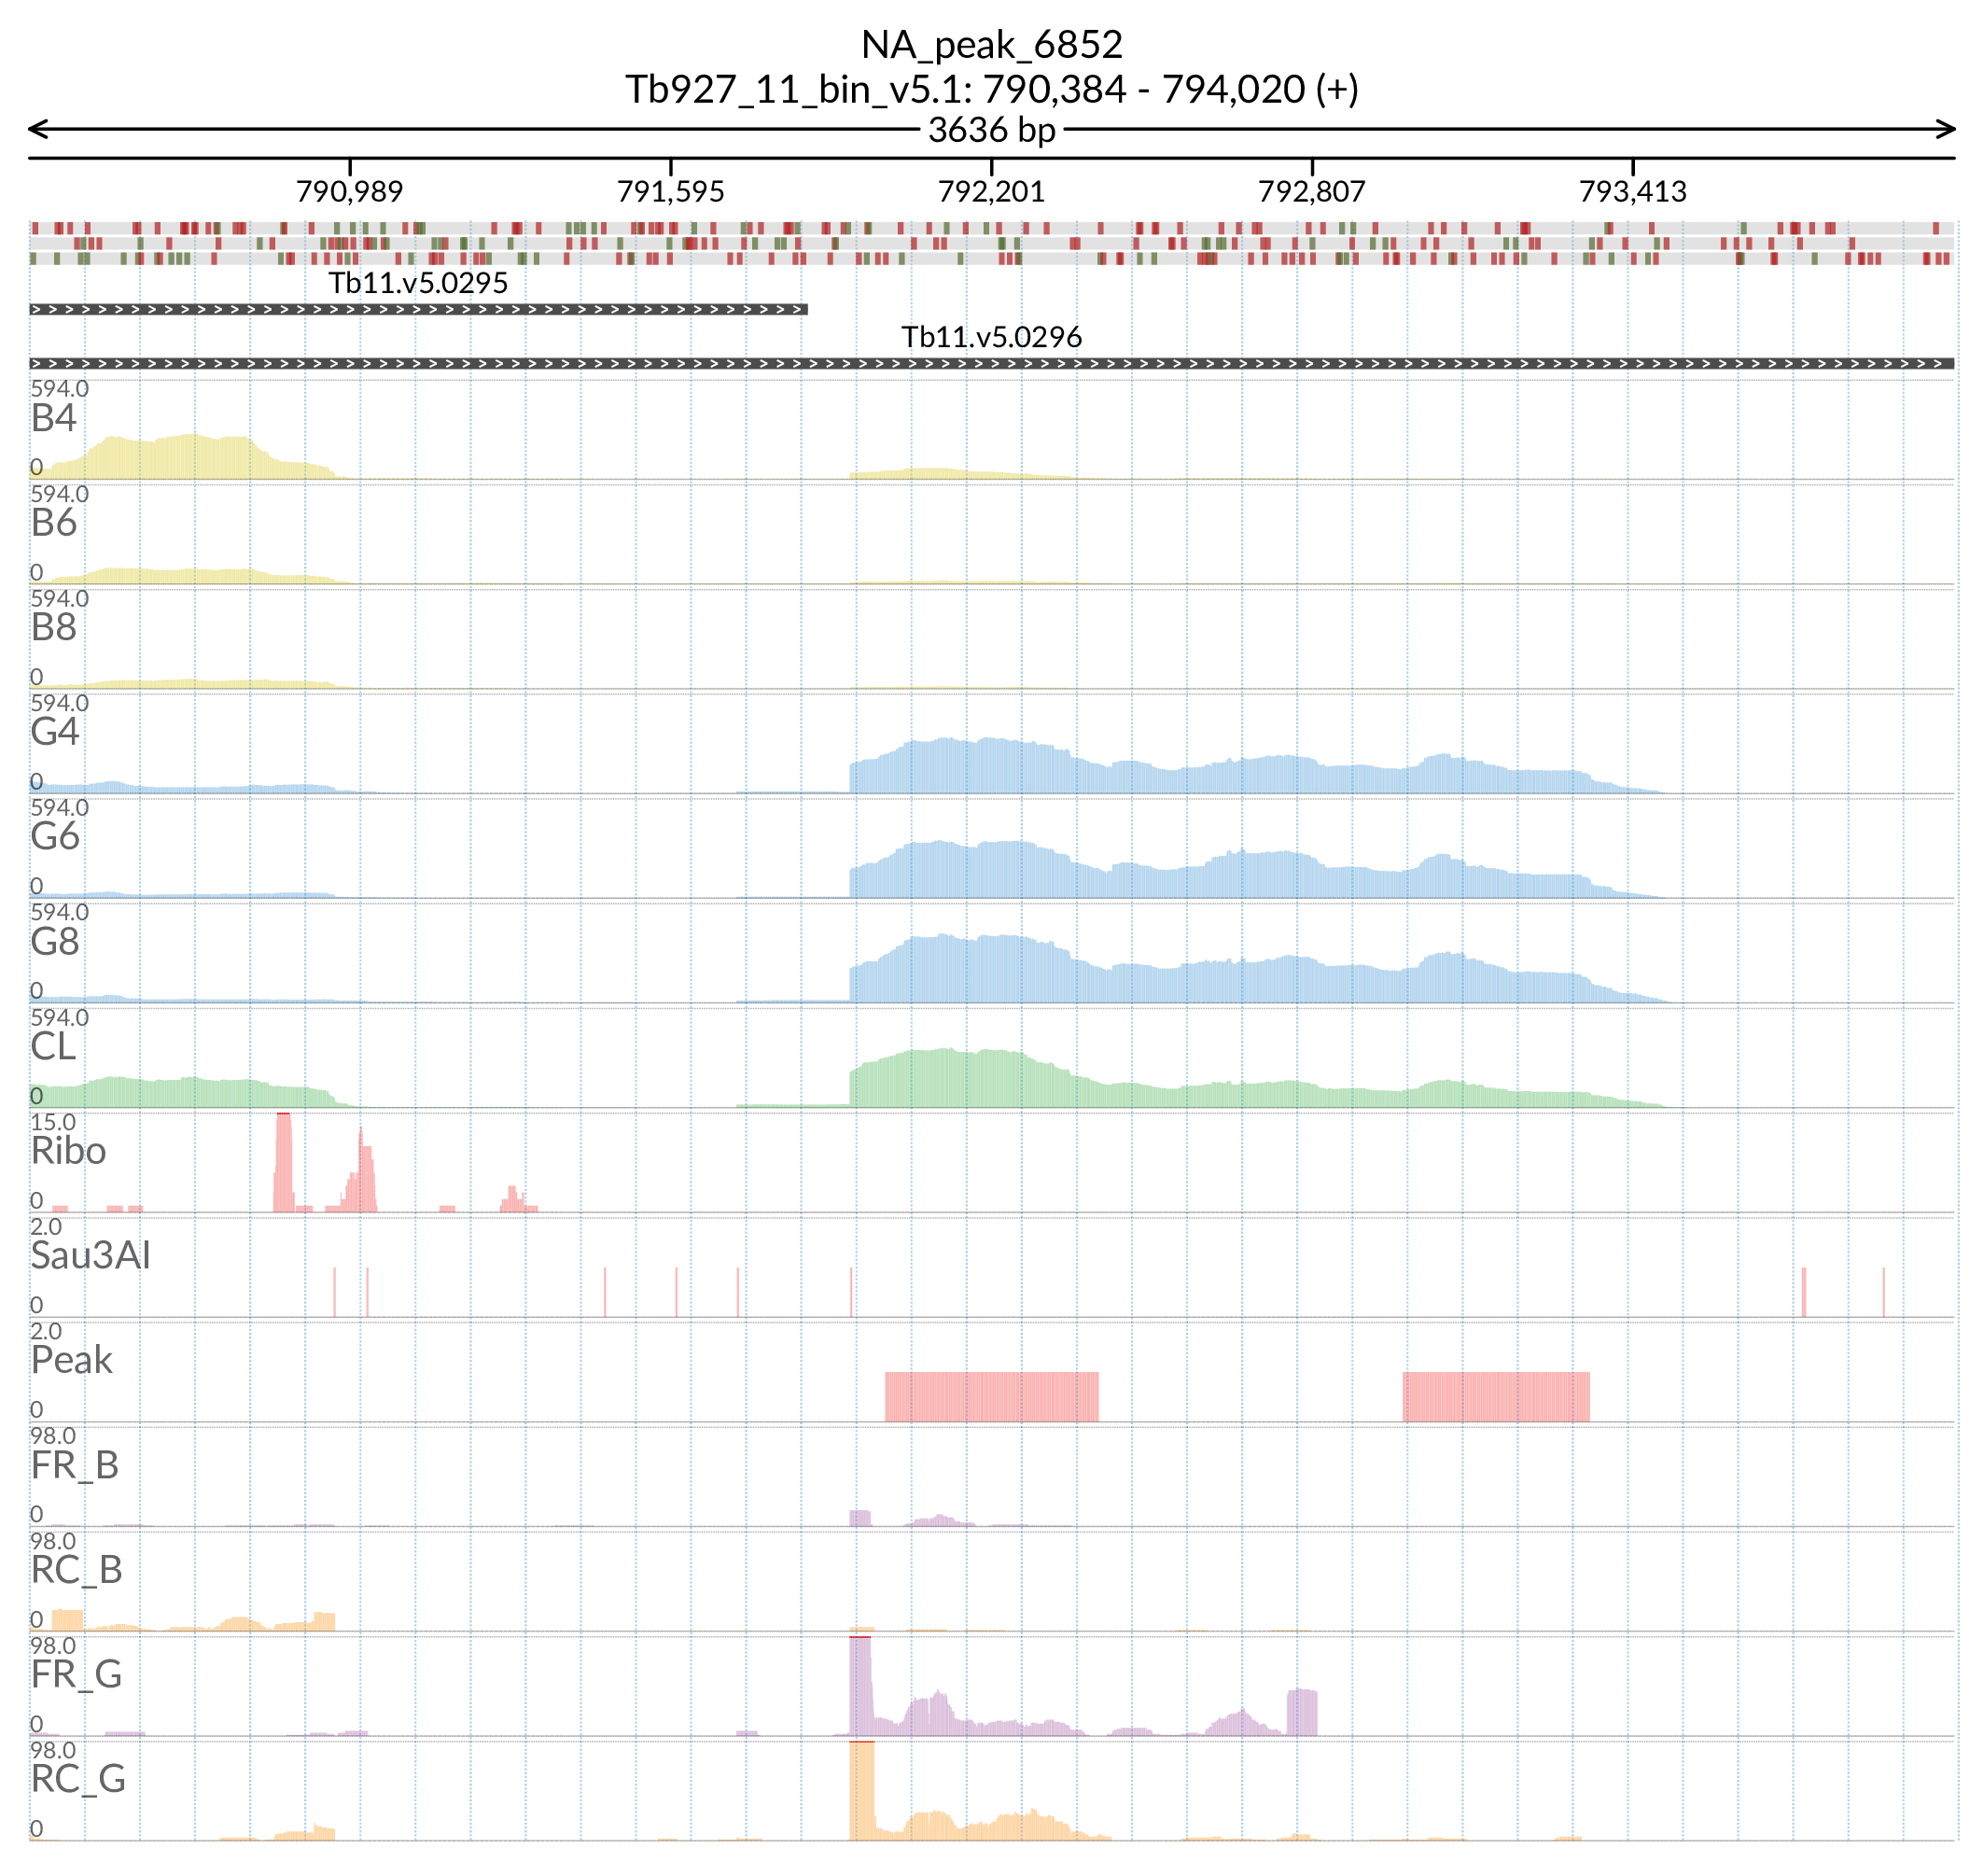 NA_peak_6852
Tb927_11_bin_v5.1: 790,384 - 794,020 (+)
3636 bp
790,989 791,595 792,201 792,807 793,413
Tb11.v5.0295
Tb11.v5.0296
594.0
B4
0
594.0
B6
0
594.0
B8
0
594.0
G4
0
594.0
G6
0
594.0
G8
0
594.0
CL
0
15.0
Ribo
0
2.0
Sau3AI
0
2.0
Peak
0
98.0
FR_B
0
98.0
RC_B
0
98.0
FR_G
0
98.0
RC_G
0